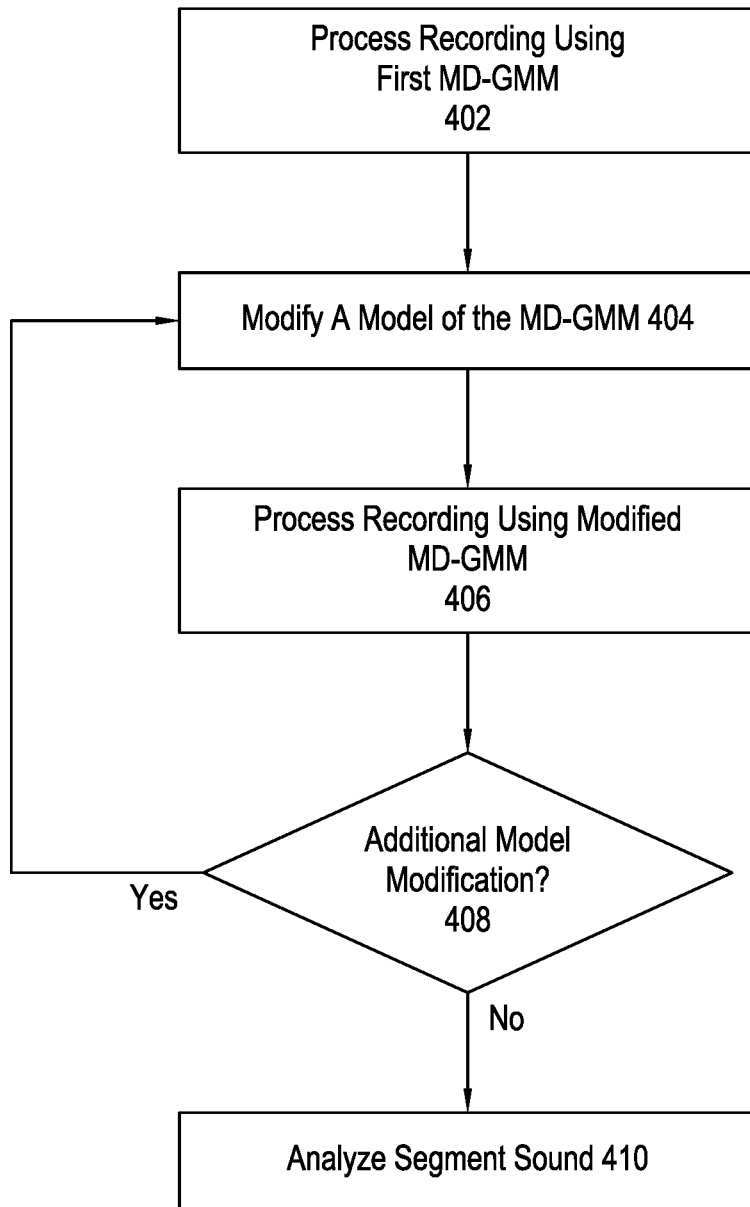 Process Recording Using
First MD-GMM
402
Modify A Model of the MD-GMM 404
Process Recording Using Modified
MD-GMM
406
Additional Model
Modification?
408
Yes
No
Analyze Segment Sound 410